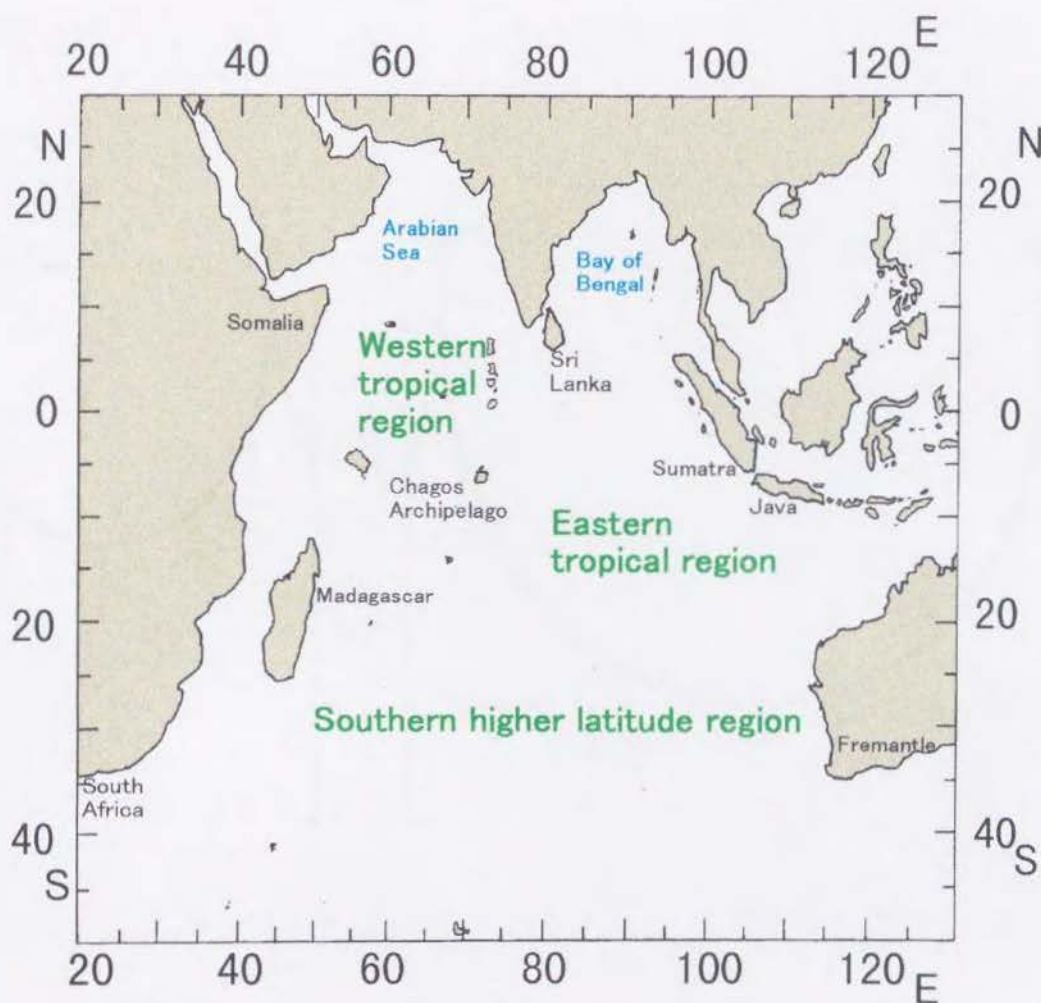 E
20 40 60 80 100 120
N N
20 20
Arabian
Sea
Bay of
Bengal
Somalia
Western
tropical
region
Sri
Lanka
0 0
Sumatra
Chagos
Archipelago
Java
Eastern
tropical region
Madagascar
20 20
Southern higher latitude region
Fremantle
South
Africa
40 40
S S
20 40 60 80 100 120
E